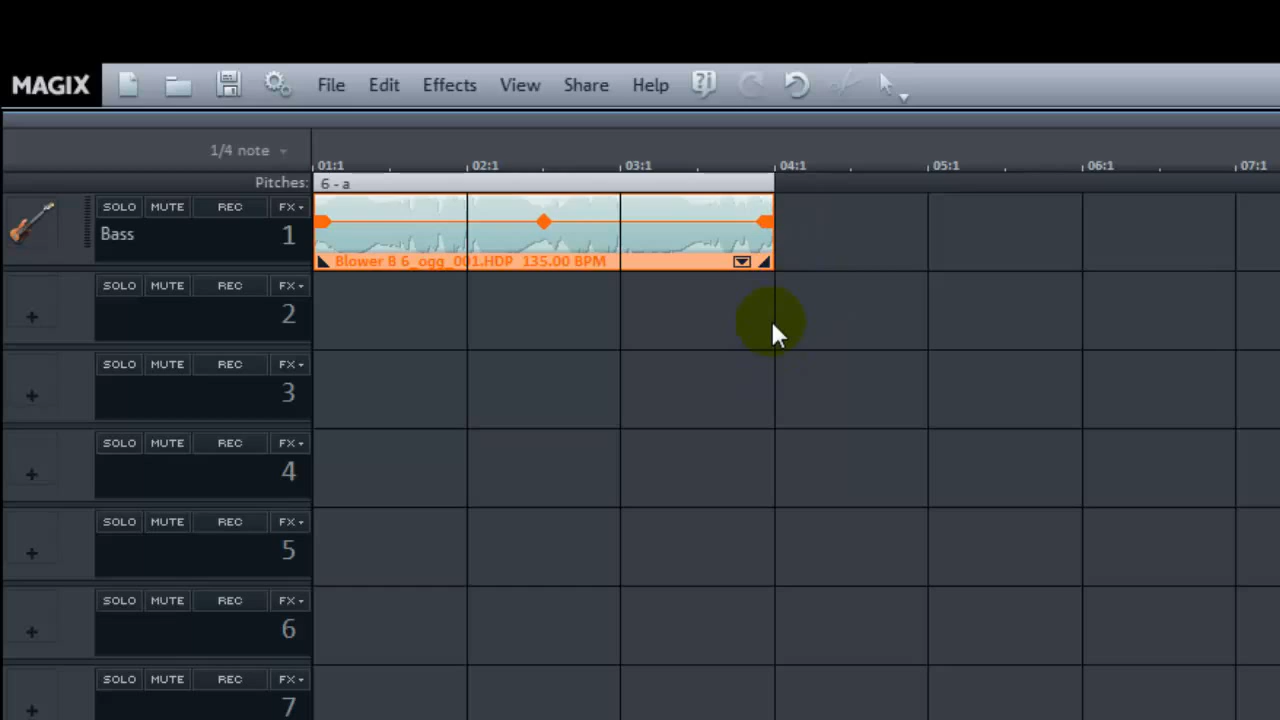 MAGIX File Edit Effects View Share Help
1/4 note 01:1 02:1 03:1 04:1 05:1 06:1 07:1
Pitches: 6 - a
SOLO MUTE REC FX
Bass 1
Blower B 6_ogg_001.HDP 135.00 BPM
SOLO MUTE REC FX
+ 2
SOLO MUTE REC FX
+ 3
SOLO MUTE REC FX
+ 4
SOLO MUTE REC FX
+ 5
SOLO MUTE REC FX
+ 6
SOLO MUTE REC FX
+ 7